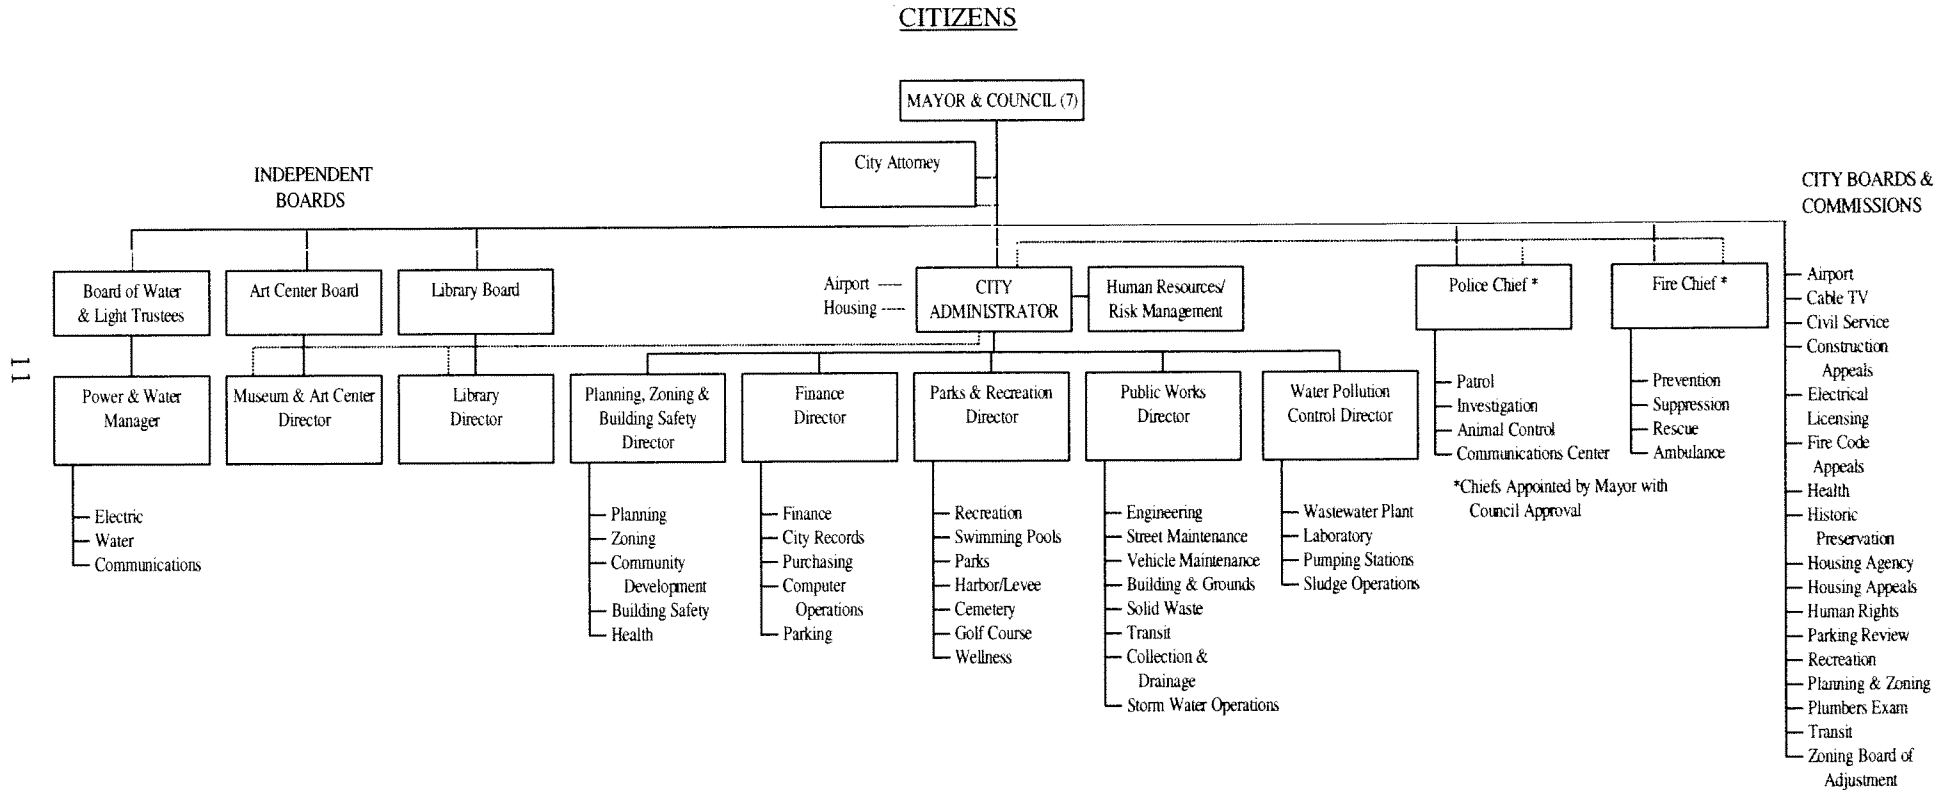 CITIZENS
MAYOR & COUNCIL (7)
City Attorney
INDEPENDENT
BOARDS
CITY BOARDS &
COMMISSIONS
Board of Water
& Light Trustees
Art Center Board
Library Board
Airport
Housing
CITY
ADMINISTRATOR
Human Resources/
Risk Management
Police Chief *
Fire Chief *
Power & Water
Manager
Museum & Art Center
Director
Library
Director
Planning, Zoning &
Building Safety
Director
Finance
Director
Parks & Recreation
Director
Public Works
Director
Water Pollution
Control Director
Patrol
Investigation
Animal Control
Communications Center
Prevention
Suppression
Rescue
Ambulance
*Chiefs Appointed by Mayor with
Council Approval
Electric
Water
Communications
Planning
Zoning
Community
Development
Building Safety
Health
Finance
City Records
Purchasing
Computer
Operations
Parking
Recreation
Swimming Pools
Parks
Harbor/Levee
Cemetery
Golf Course
Wellness
Engineering
Street Maintenance
Vehicle Maintenance
Building & Grounds
Solid Waste
Transit
Collection &
Drainage
Storm Water Operations
Wastewater Plant
Laboratory
Pumping Stations
Sludge Operations
Airport
Cable TV
Civil Service
Construction
Appeals
Electrical
Licensing
Fire Code
Appeals
Health
Historic
Preservation
Housing Agency
Housing Appeals
Human Rights
Parking Review
Recreation
Planning & Zoning
Plumbers Exam
Transit
Zoning Board of
Adjustment
11